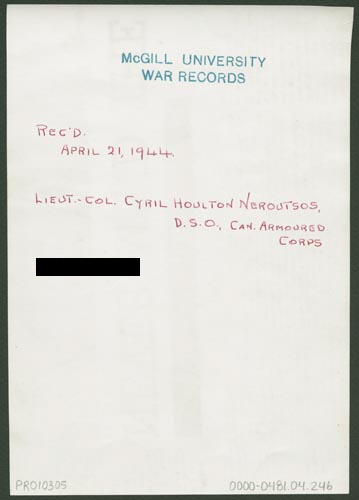 McGILL UNIVERSITY
WAR RECORDS
REC'D.
APRIL 21, 1944.
LIEUT.-COL. CYRIL HOULTON NEROUTSOS,
D.S.O., CAN. ARMOURED
CORPS
PR010305
0000-0481.04.246